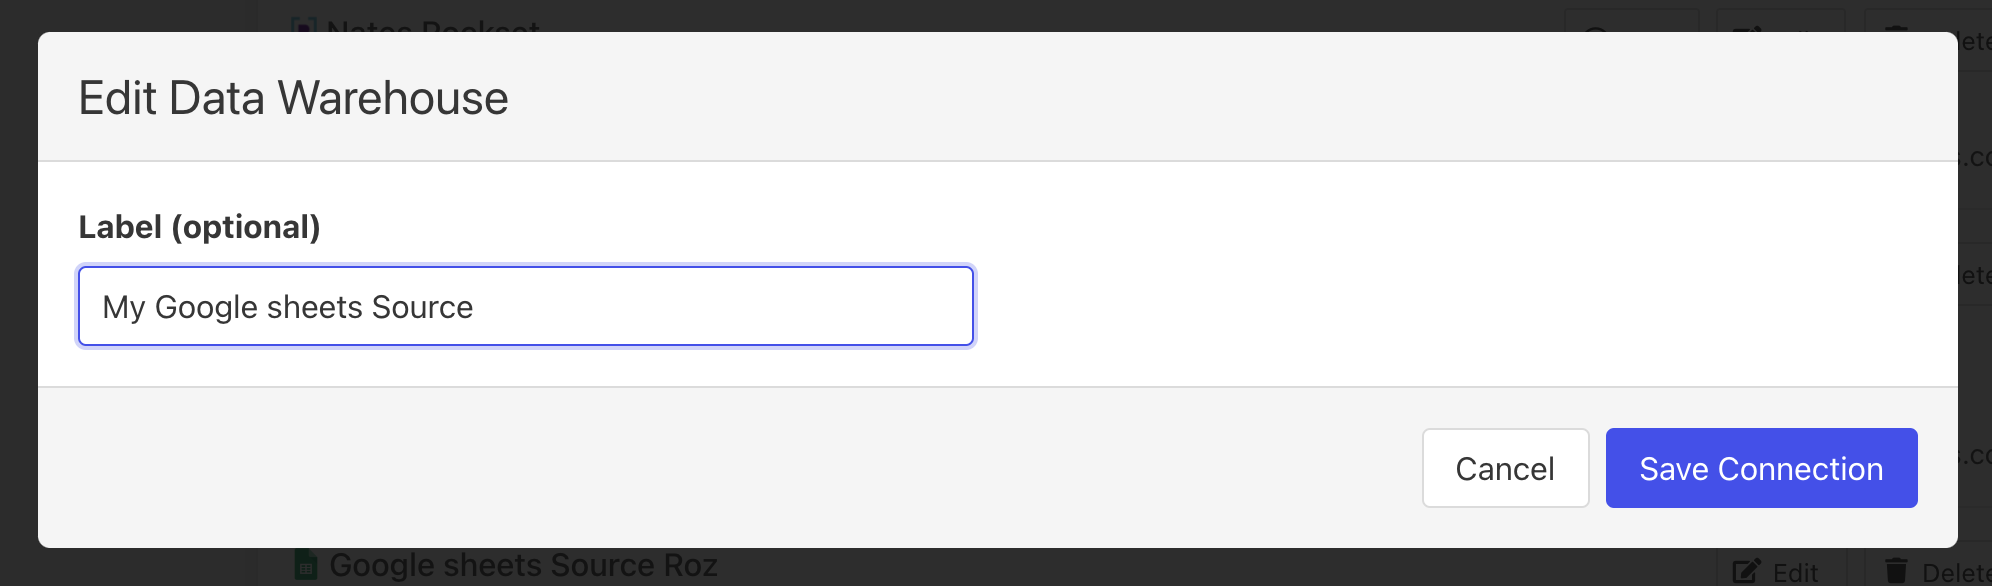 Edit Data Warehouse
Label (optional)
My Google sheets Source
Cancel
Save Connection
Google sheets Source Roz
Edit
Delete